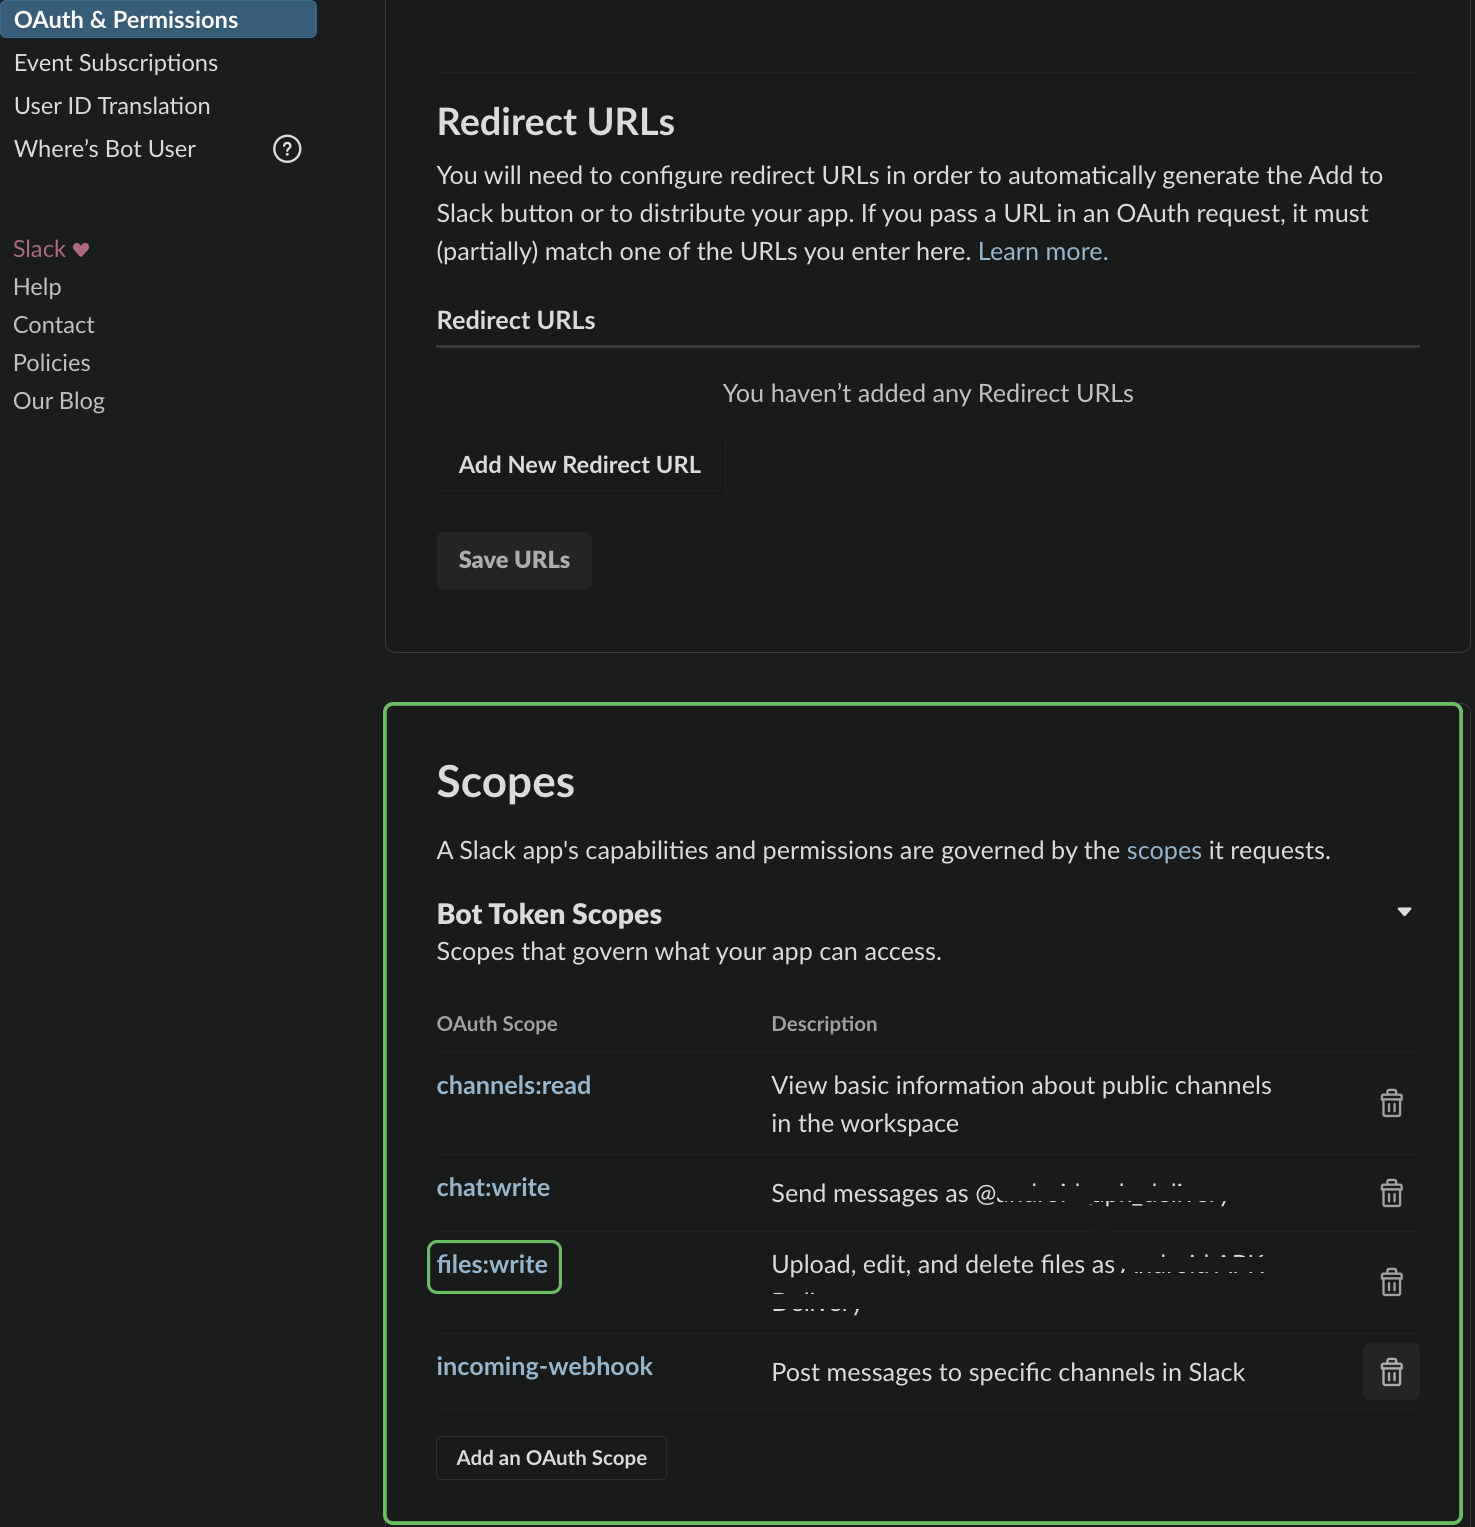 OAuth & Permissions
Event Subscriptions
User ID Translation
Where's Bot User
Slack
Help
Contact
Policies
Our Blog
Redirect URLs
You will need to configure redirect URLs in order to automatically generate the Add to
Slack button or to distribute your app. If you pass a URL in an OAuth request, it must
(partially) match one of the URLs you enter here. Learn more.
Redirect URLs
You haven't added any Redirect URLs
Add New Redirect URL
Save URLs
Scopes
A Slack app's capabilities and permissions are governed by the scopes it requests.
Bot Token Scopes
Scopes that govern what your app can access.
OAuth Scope Description
channels:read View basic information about public channels
in the workspace
chat:write Send messages as
files:write Upload, edit, and delete files as
incoming-webhook Post messages to specific channels in Slack
Add an OAuth Scope